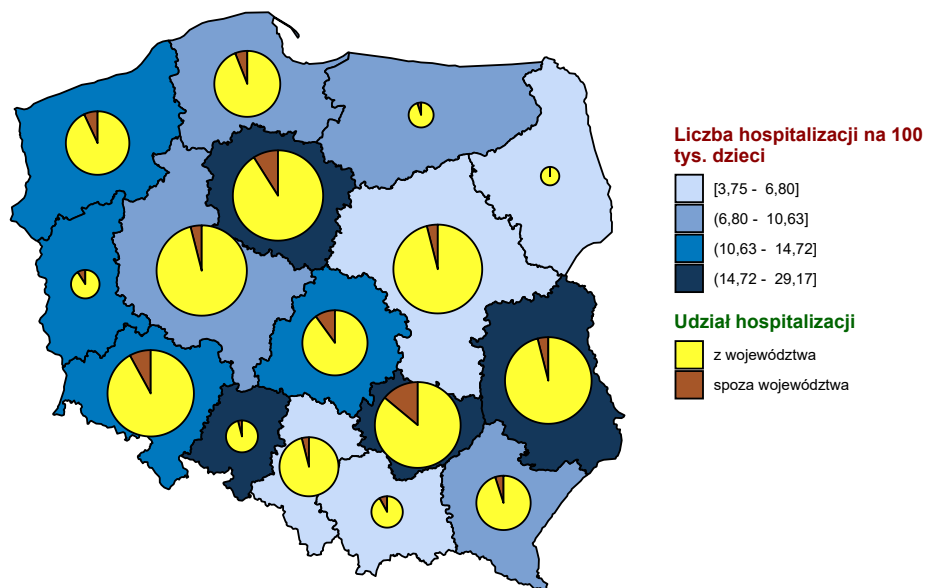 Liczba hospitalizacji na 100
tys. dzieci
[3,75 - 6,80]
(6,80 - 10,63]
(10,63 - 14,72]
(14,72 - 29,17]
Udział hospitalizacji
z województwa
spoza województwa